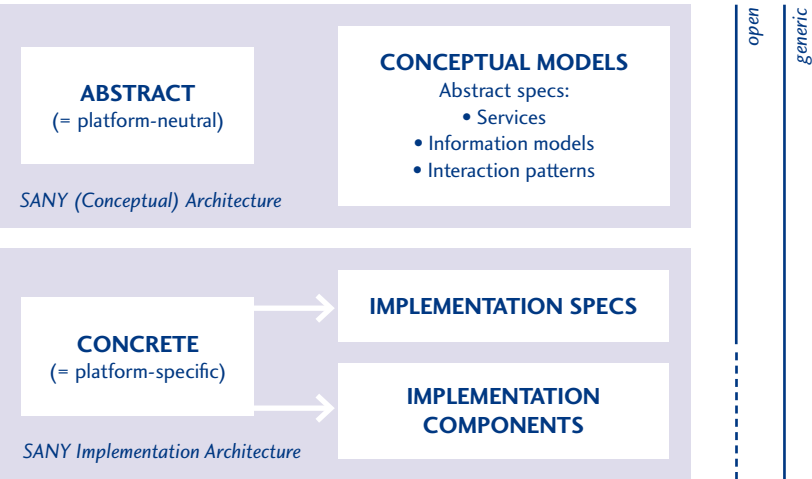 ABSTRACT
(= platform-neutral)
SANY (Conceptual) Architecture
CONCEPTUAL MODELS
Abstract specs:
• Services
• Information models
• Interaction patterns
CONCRETE
(= platform-specific)
SANY Implementation Architecture
IMPLEMENTATION SPECS
IMPLEMENTATION
COMPONENTS
open
generic